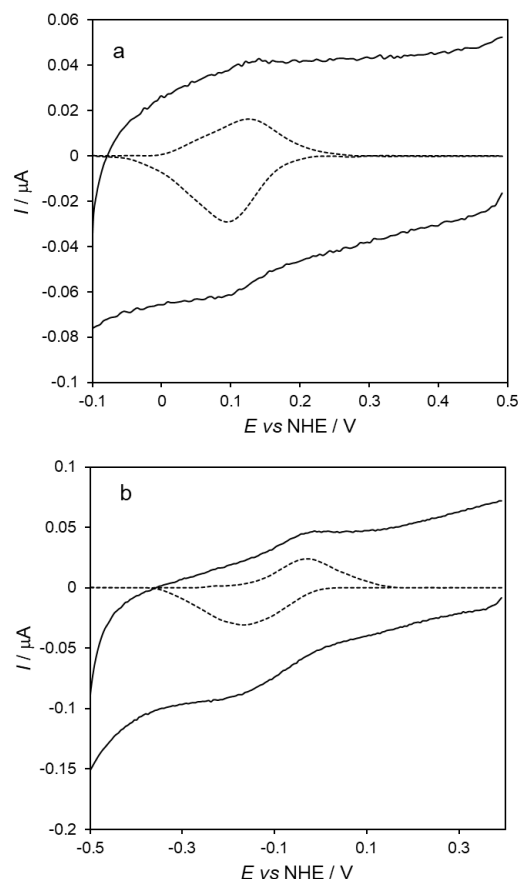 a
0.06
0.04
0.02
0
-0.02
-0.04
-0.06
-0.08
-0.1
I / µA
-0.1 0 0.1 0.2 0.3 0.4 0.5
E vs NHE / V
b
0.1
0.05
0
-0.05
-0.1
-0.15
-0.2
I / µA
-0.5 -0.3 -0.1 0.1 0.3
E vs NHE / V